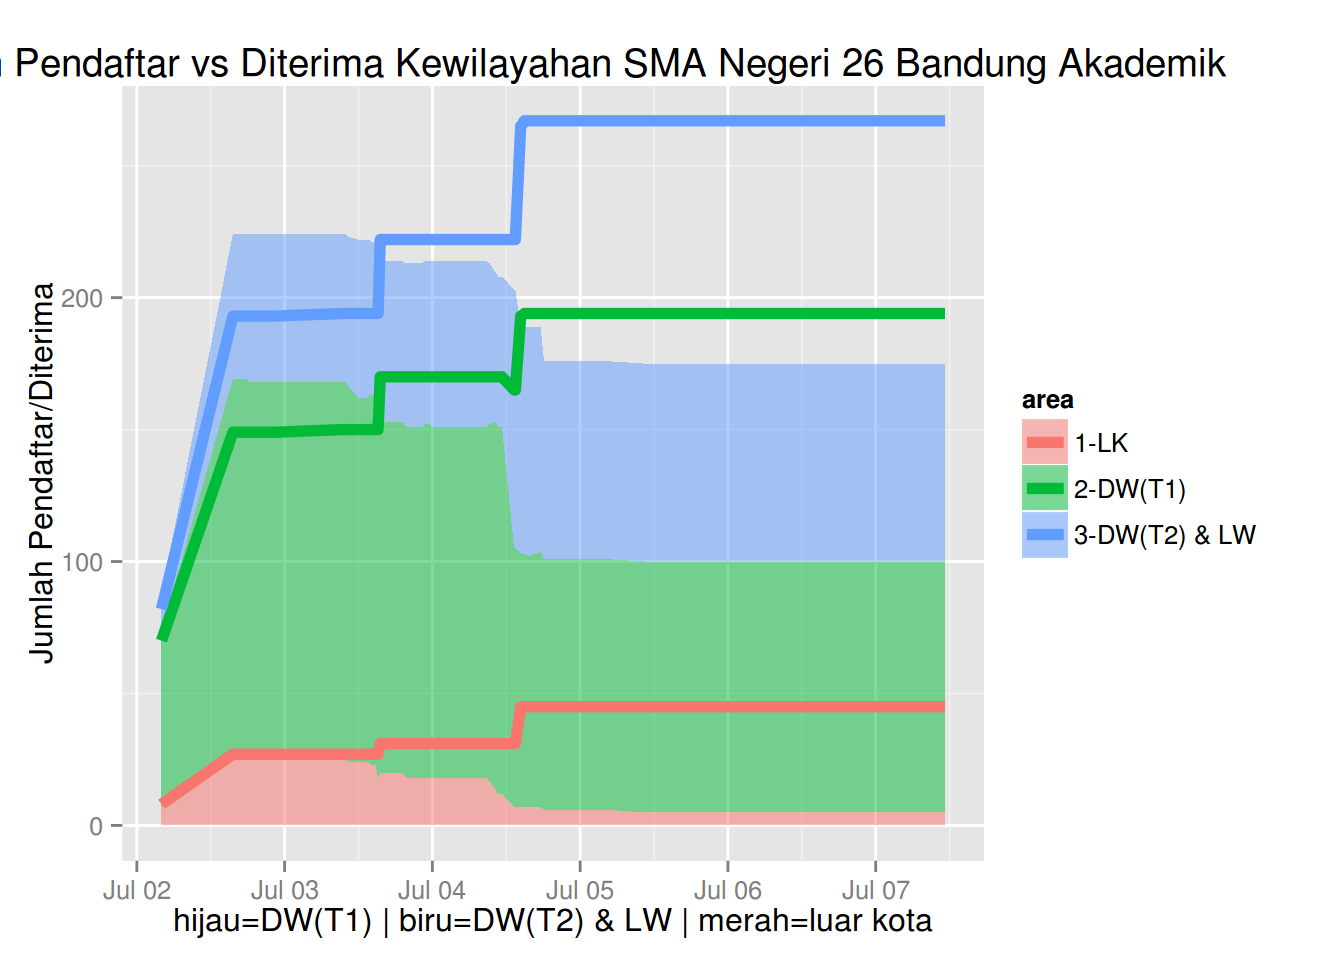 Pendaftar vs Diterima Kewilayahan SMA Negeri 26 Bandung Akademik
Jumlah Pendaftar/Diterima
200
100
0
Jul 02 Jul 03 Jul 04 Jul 05 Jul 06 Jul 07
hijau=DW(T1) | biru=DW(T2) & LW | merah=luar kota
area
1-LK
2-DW(T1)
3-DW(T2) & LW